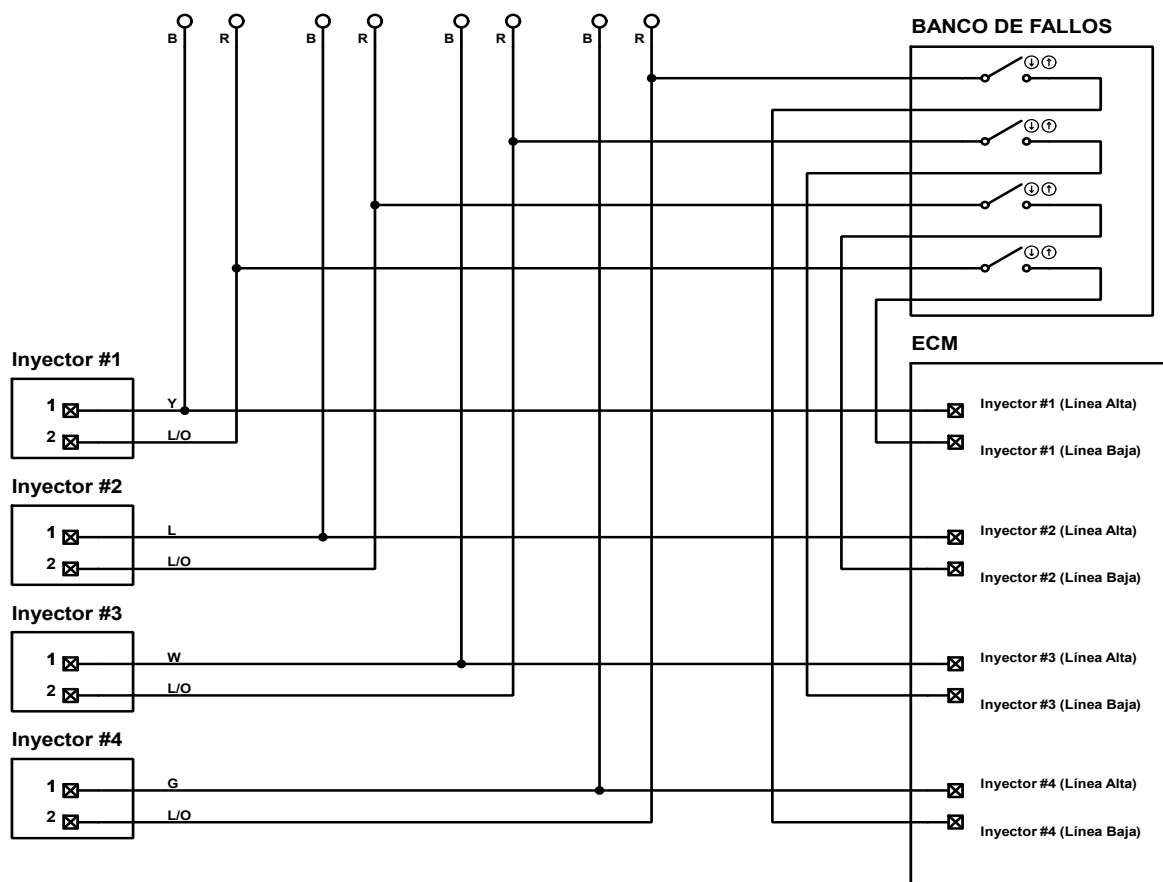 B R B R B R B R
BANCO DE FALLOS
ECM
Inyector #1
1 Y
2 L/O
Inyector #1 (Línea Alta)
Inyector #1 (Línea Baja)
Inyector #2
1 L
2 L/O
Inyector #2 (Línea Alta)
Inyector #2 (Línea Baja)
Inyector #3
1 W
2 L/O
Inyector #3 (Línea Alta)
Inyector #3 (Línea Baja)
Inyector #4
1 G
2 L/O
Inyector #4 (Línea Alta)
Inyector #4 (Línea Baja)